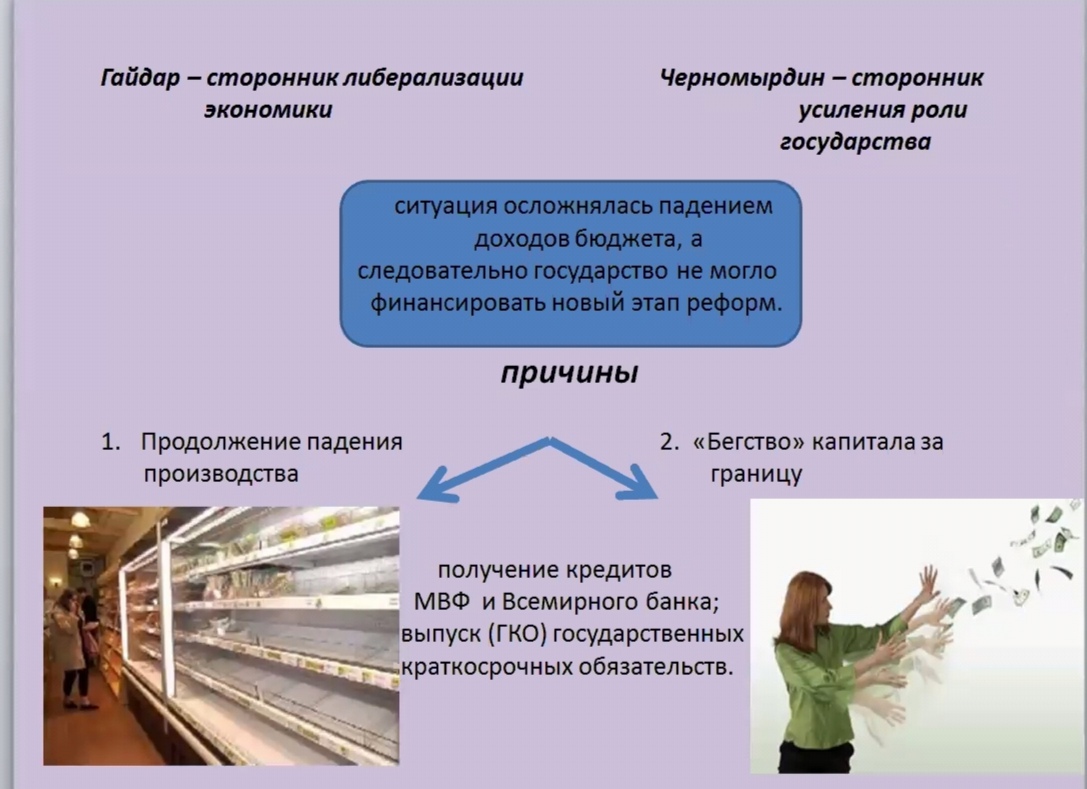 Гайдар – сторонник либерализации
экономики
Черномырдин – сторонник
усиления роли
государства
ситуация осложнялась падением
доходов бюджета, а
следовательно государство не могло
финансировать новый этап реформ.
причины
1. Продолжение падения
производства
2. «Бегство» капитала за
границу
получение кредитов
МВФ и Всемирного банка;
выпуск (ГКО) государственных
краткосрочных обязательств.